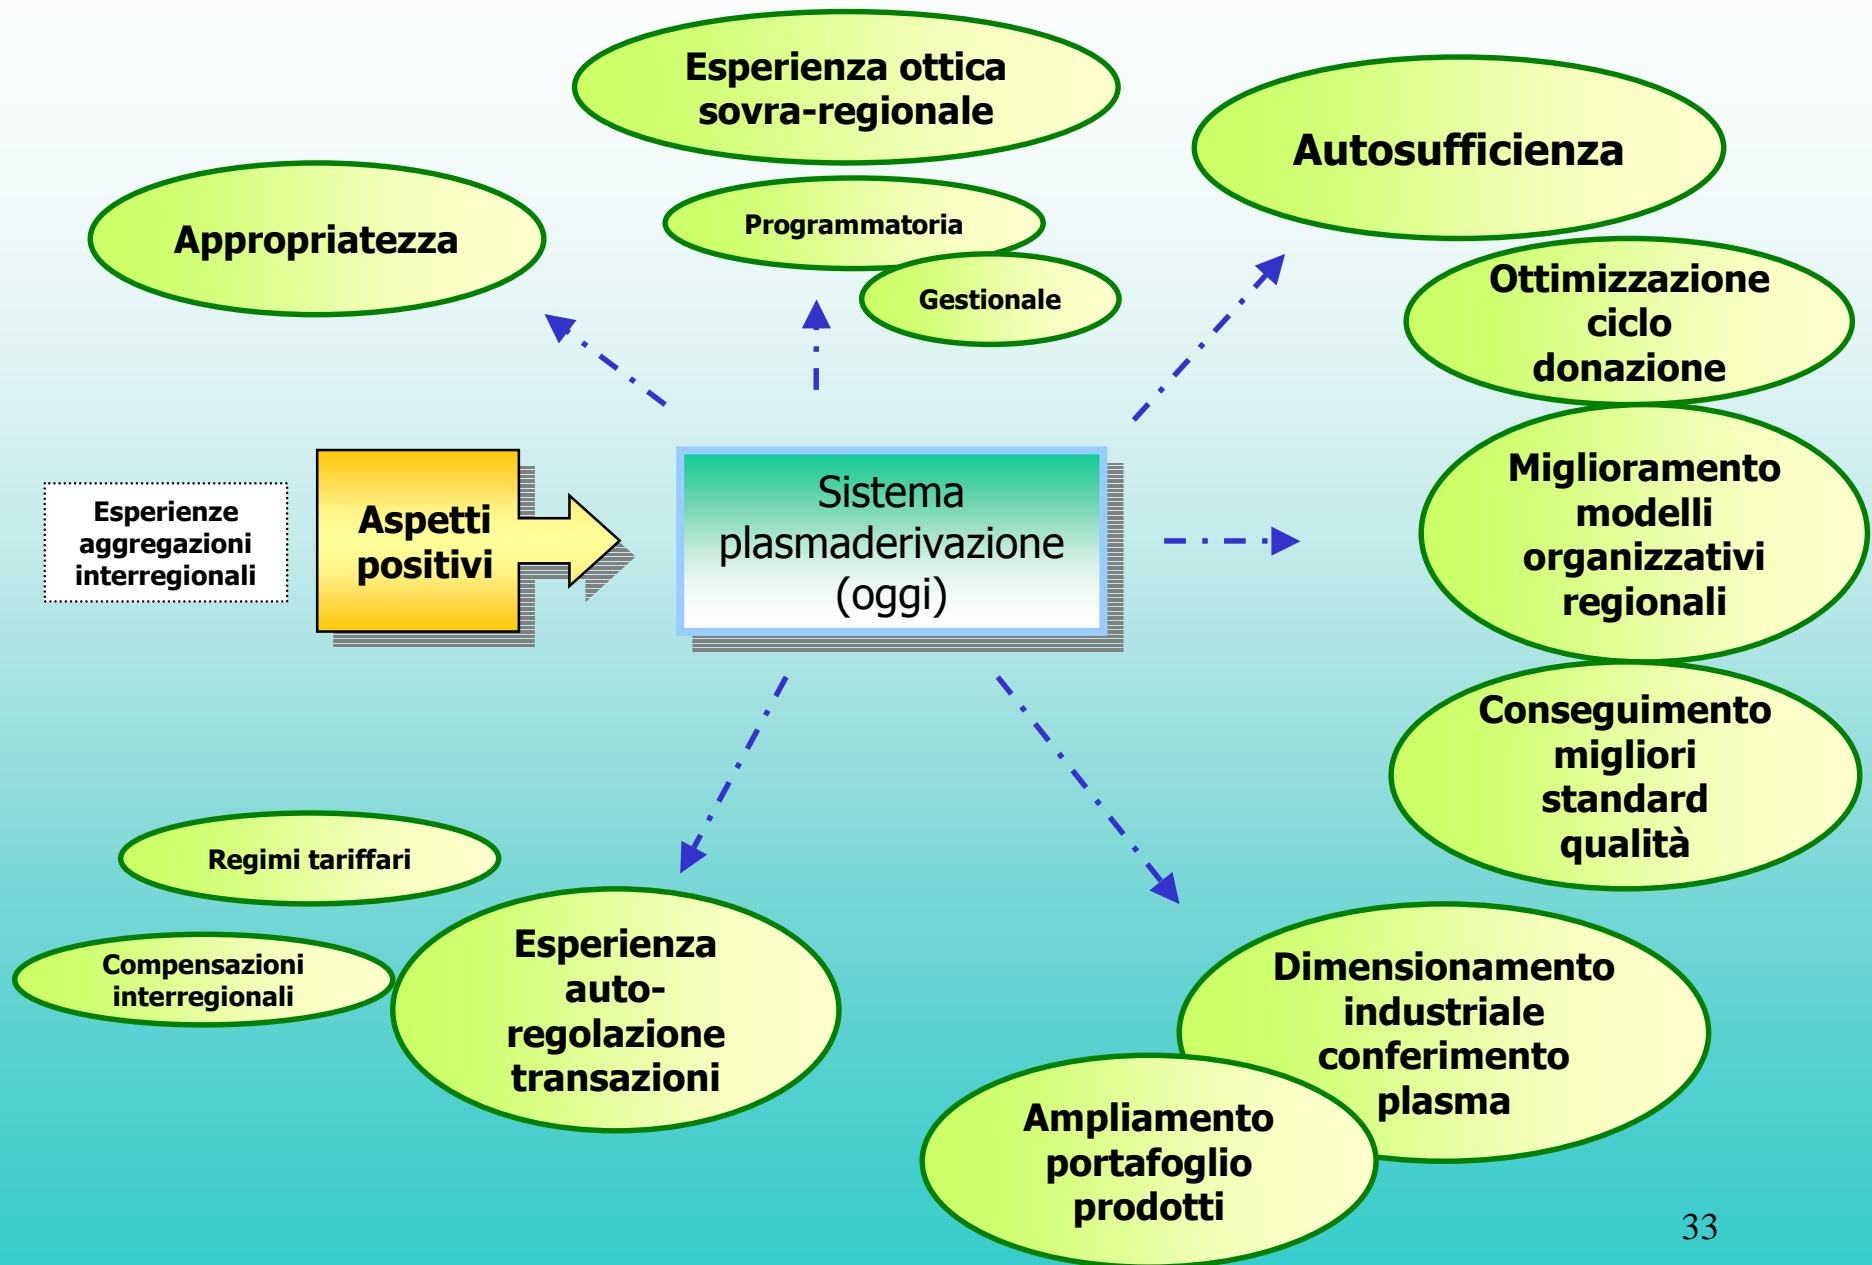 Esperienza ottica
sovra-regionale
Autosufficienza
Appropriatezza
Programmatoria
Gestionale
Ottimizzazione
ciclo
donazione
Esperienze
aggregazioni
interregionali
Aspetti
positivi
Sistema
plasmaderivazione
(oggi)
Miglioramento
modelli
organizzativi
regionali
Conseguimento
migliori
standard
qualità
Regimi tariffari
Compensazioni
interregionali
Esperienza
auto-
regolazione
transazioni
Dimensionamento
industriale
conferimento
plasma
Ampliamento
portafoglio
prodotti
33